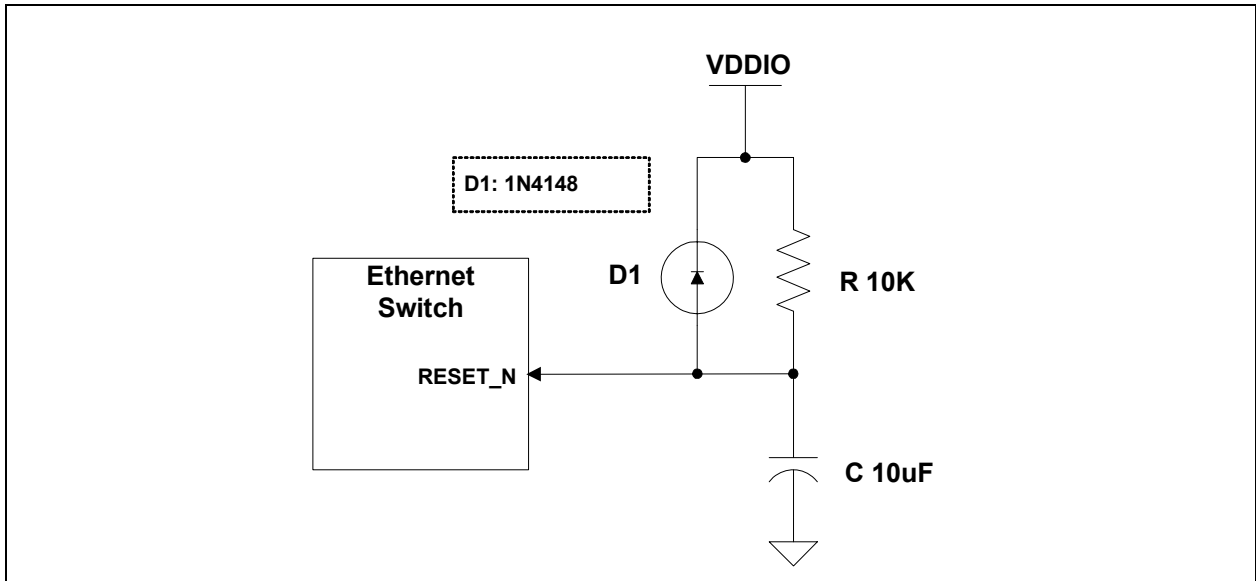 VDDIO
D1: 1N4148
D1
R 10K
Ethernet
Switch
RESET_N
C 10uF